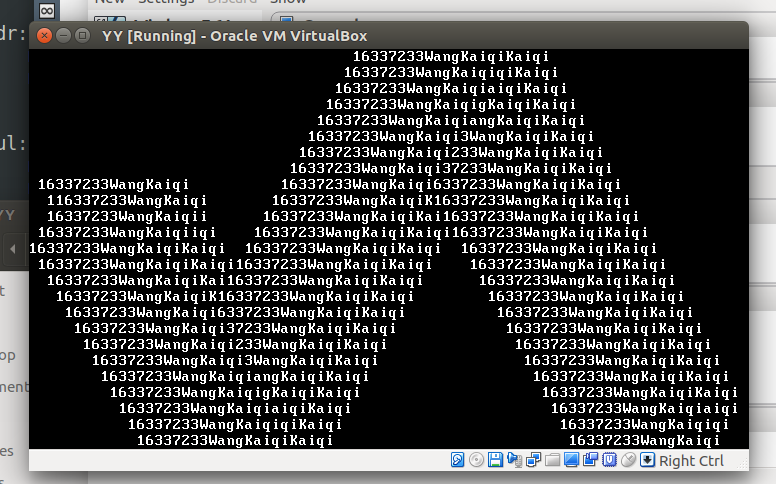 New Settings Discard Show
YY [Running] - Oracle VM VirtualBox
dr:
ul:
YY
16337233WangKaiqiKaiqi
16337233WangKaiqiqiKaiqi
16337233WangKaiqiaiqiKaiqi
16337233WangKaiqigKaiqiKaiqi
16337233WangKaiqiangKaiqiKaiqi
16337233WangKaiqi3WangKaiqiKaiqi
16337233WangKaiqi233WangKaiqiKaiqi
16337233WangKaiqi37233WangKaiqiKaiqi
16337233WangKaiqi 16337233WangKaiqi6337233WangKaiqiKaiqi
116337233WangKaiqi 16337233WangKaiqiK16337233WangKaiqiKaiqi
16337233WangKaiqii 16337233WangKaiqiKai16337233WangKaiqiKaiqi
16337233WangKaiqiiqi 16337233WangKaiqiKaiqi16337233WangKaiqiKaiqi
16337233WangKaiqiKaiqi 16337233WangKaiqiKaiqi 16337233WangKaiqiKaiqi
16337233WangKaiqiKaiqi16337233WangKaiqiKaiqi 16337233WangKaiqiKaiqi
16337233WangKaiqiKai16337233WangKaiqiKaiqi 16337233WangKaiqiKaiqi
16337233WangKaiqiK16337233WangKaiqiKaiqi 16337233WangKaiqiKaiqi
16337233WangKaiqi6337233WangKaiqiKaiqi 16337233WangKaiqiKaiqi
16337233WangKaiqi37233WangKaiqiKaiqi 16337233WangKaiqiKaiqi
16337233WangKaiqi233WangKaiqiKaiqi 16337233WangKaiqiKaiqi
16337233WangKaiqi3WangKaiqiKaiqi 16337233WangKaiqiKaiqi
16337233WangKaiqiangKaiqiKaiqi 16337233WangKaiqiKaiqi
16337233WangKaiqigKaiqiKaiqi 16337233WangKaiqiKaiqi
16337233WangKaiqiaiqiKaiqi 16337233WangKaiqiaiqi
16337233WangKaiqiqiKaiqi 16337233WangKaiqiqi
16337233WangKaiqiKaiqi 16337233WangKaiqi
Right Ctrl